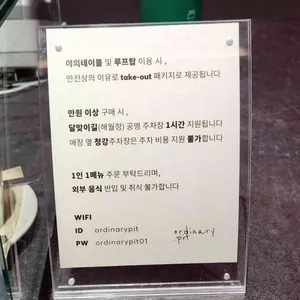 야외테이블 및 루프탑 이용 시 ,
안전상의 이유로 take-out 패키지로 제공됩니다
만원 이상 구매 시 ,
달맞이길(해월정) 공영 주차장 1시간 지원됩니다
매장 옆 청강주차장은 주차 비용 지원 불가합니다
1인 1메뉴 주문 부탁드리며,
외부 음식 반입 및 취식 불가합니다
WIFI
ID ordinarypit
PW ordinarypit01
ordinary
pit